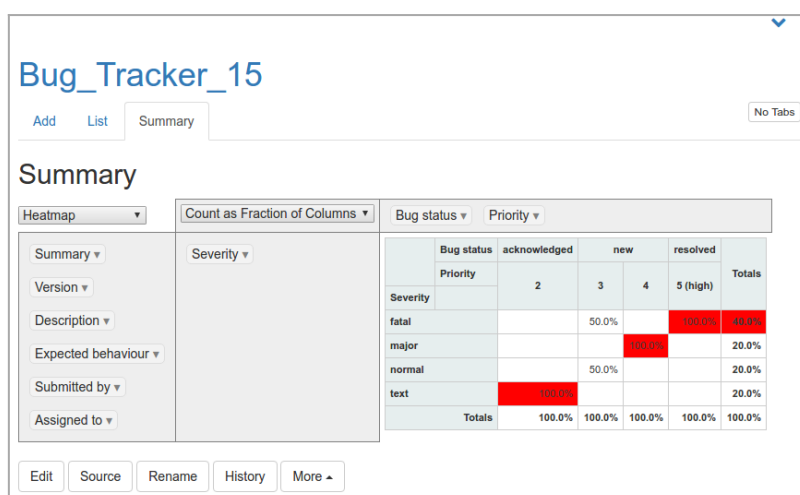 Bug_Tracker_15
Add List Summary
No Tabs
Summary
Heatmap Count as Fraction of Columns Bug status Priority
Summary
Version
Description
Expected behaviour
Submitted by
Assigned to
Severity
Bug status acknowledged new resolved Totals
Priority 2 3 4 5 (high)
Severity
fatal 50.0% 100.0% 40.0%
major 100.0% 20.0%
normal 50.0% 20.0%
text 100.0% 20.0%
Totals 100.0% 100.0% 100.0% 100.0% 100.0%
Edit Source Rename History More